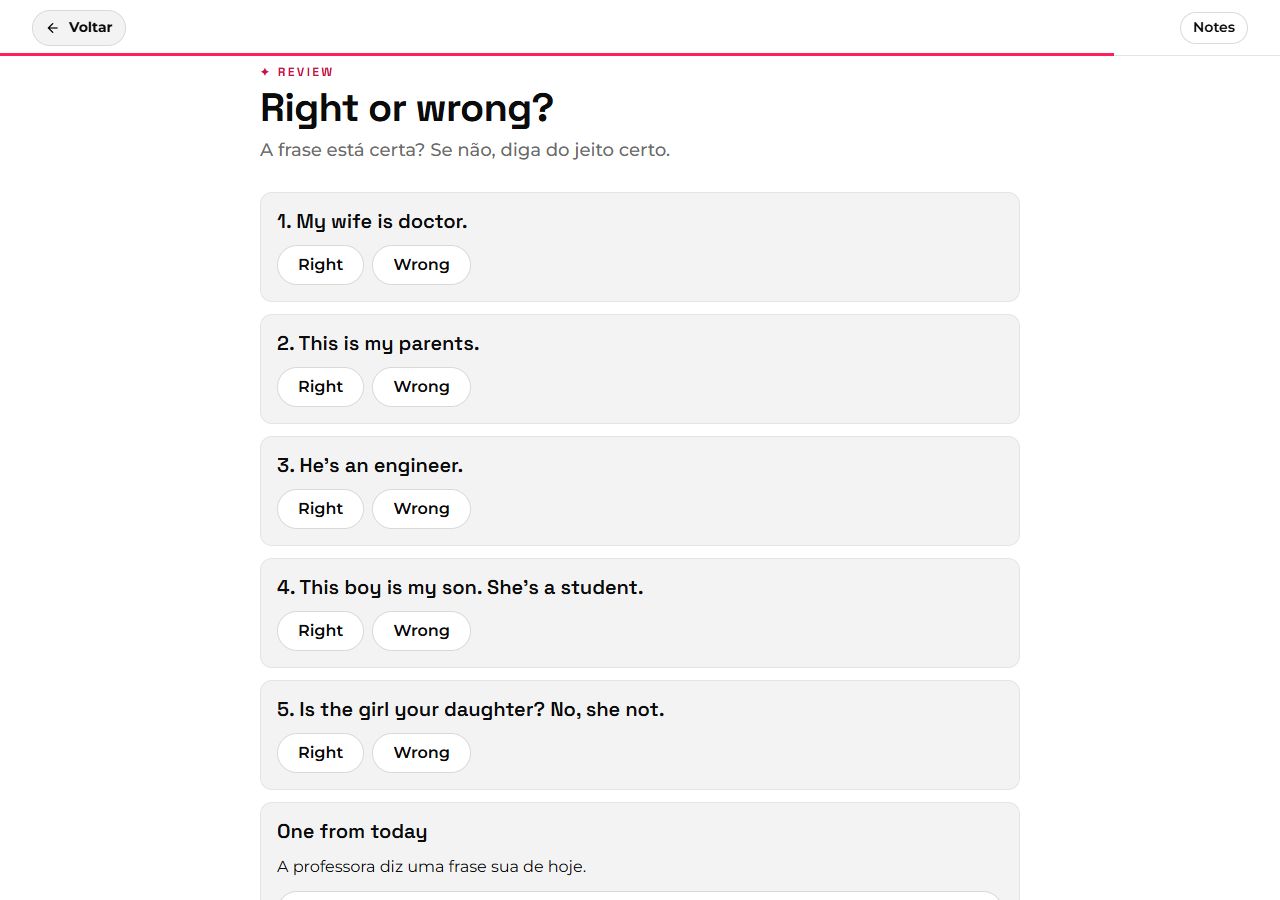 ← Voltar
Notes
✦ REVIEW
Right or wrong?
A frase está certa? Se não, diga do jeito certo.
1. My wife is doctor.
Right Wrong
2. This is my parents.
Right Wrong
3. He’s an engineer.
Right Wrong
4. This boy is my son. She’s a student.
Right Wrong
5. Is the girl your daughter? No, she not.
Right Wrong
One from today
A professora diz uma frase sua de hoje.